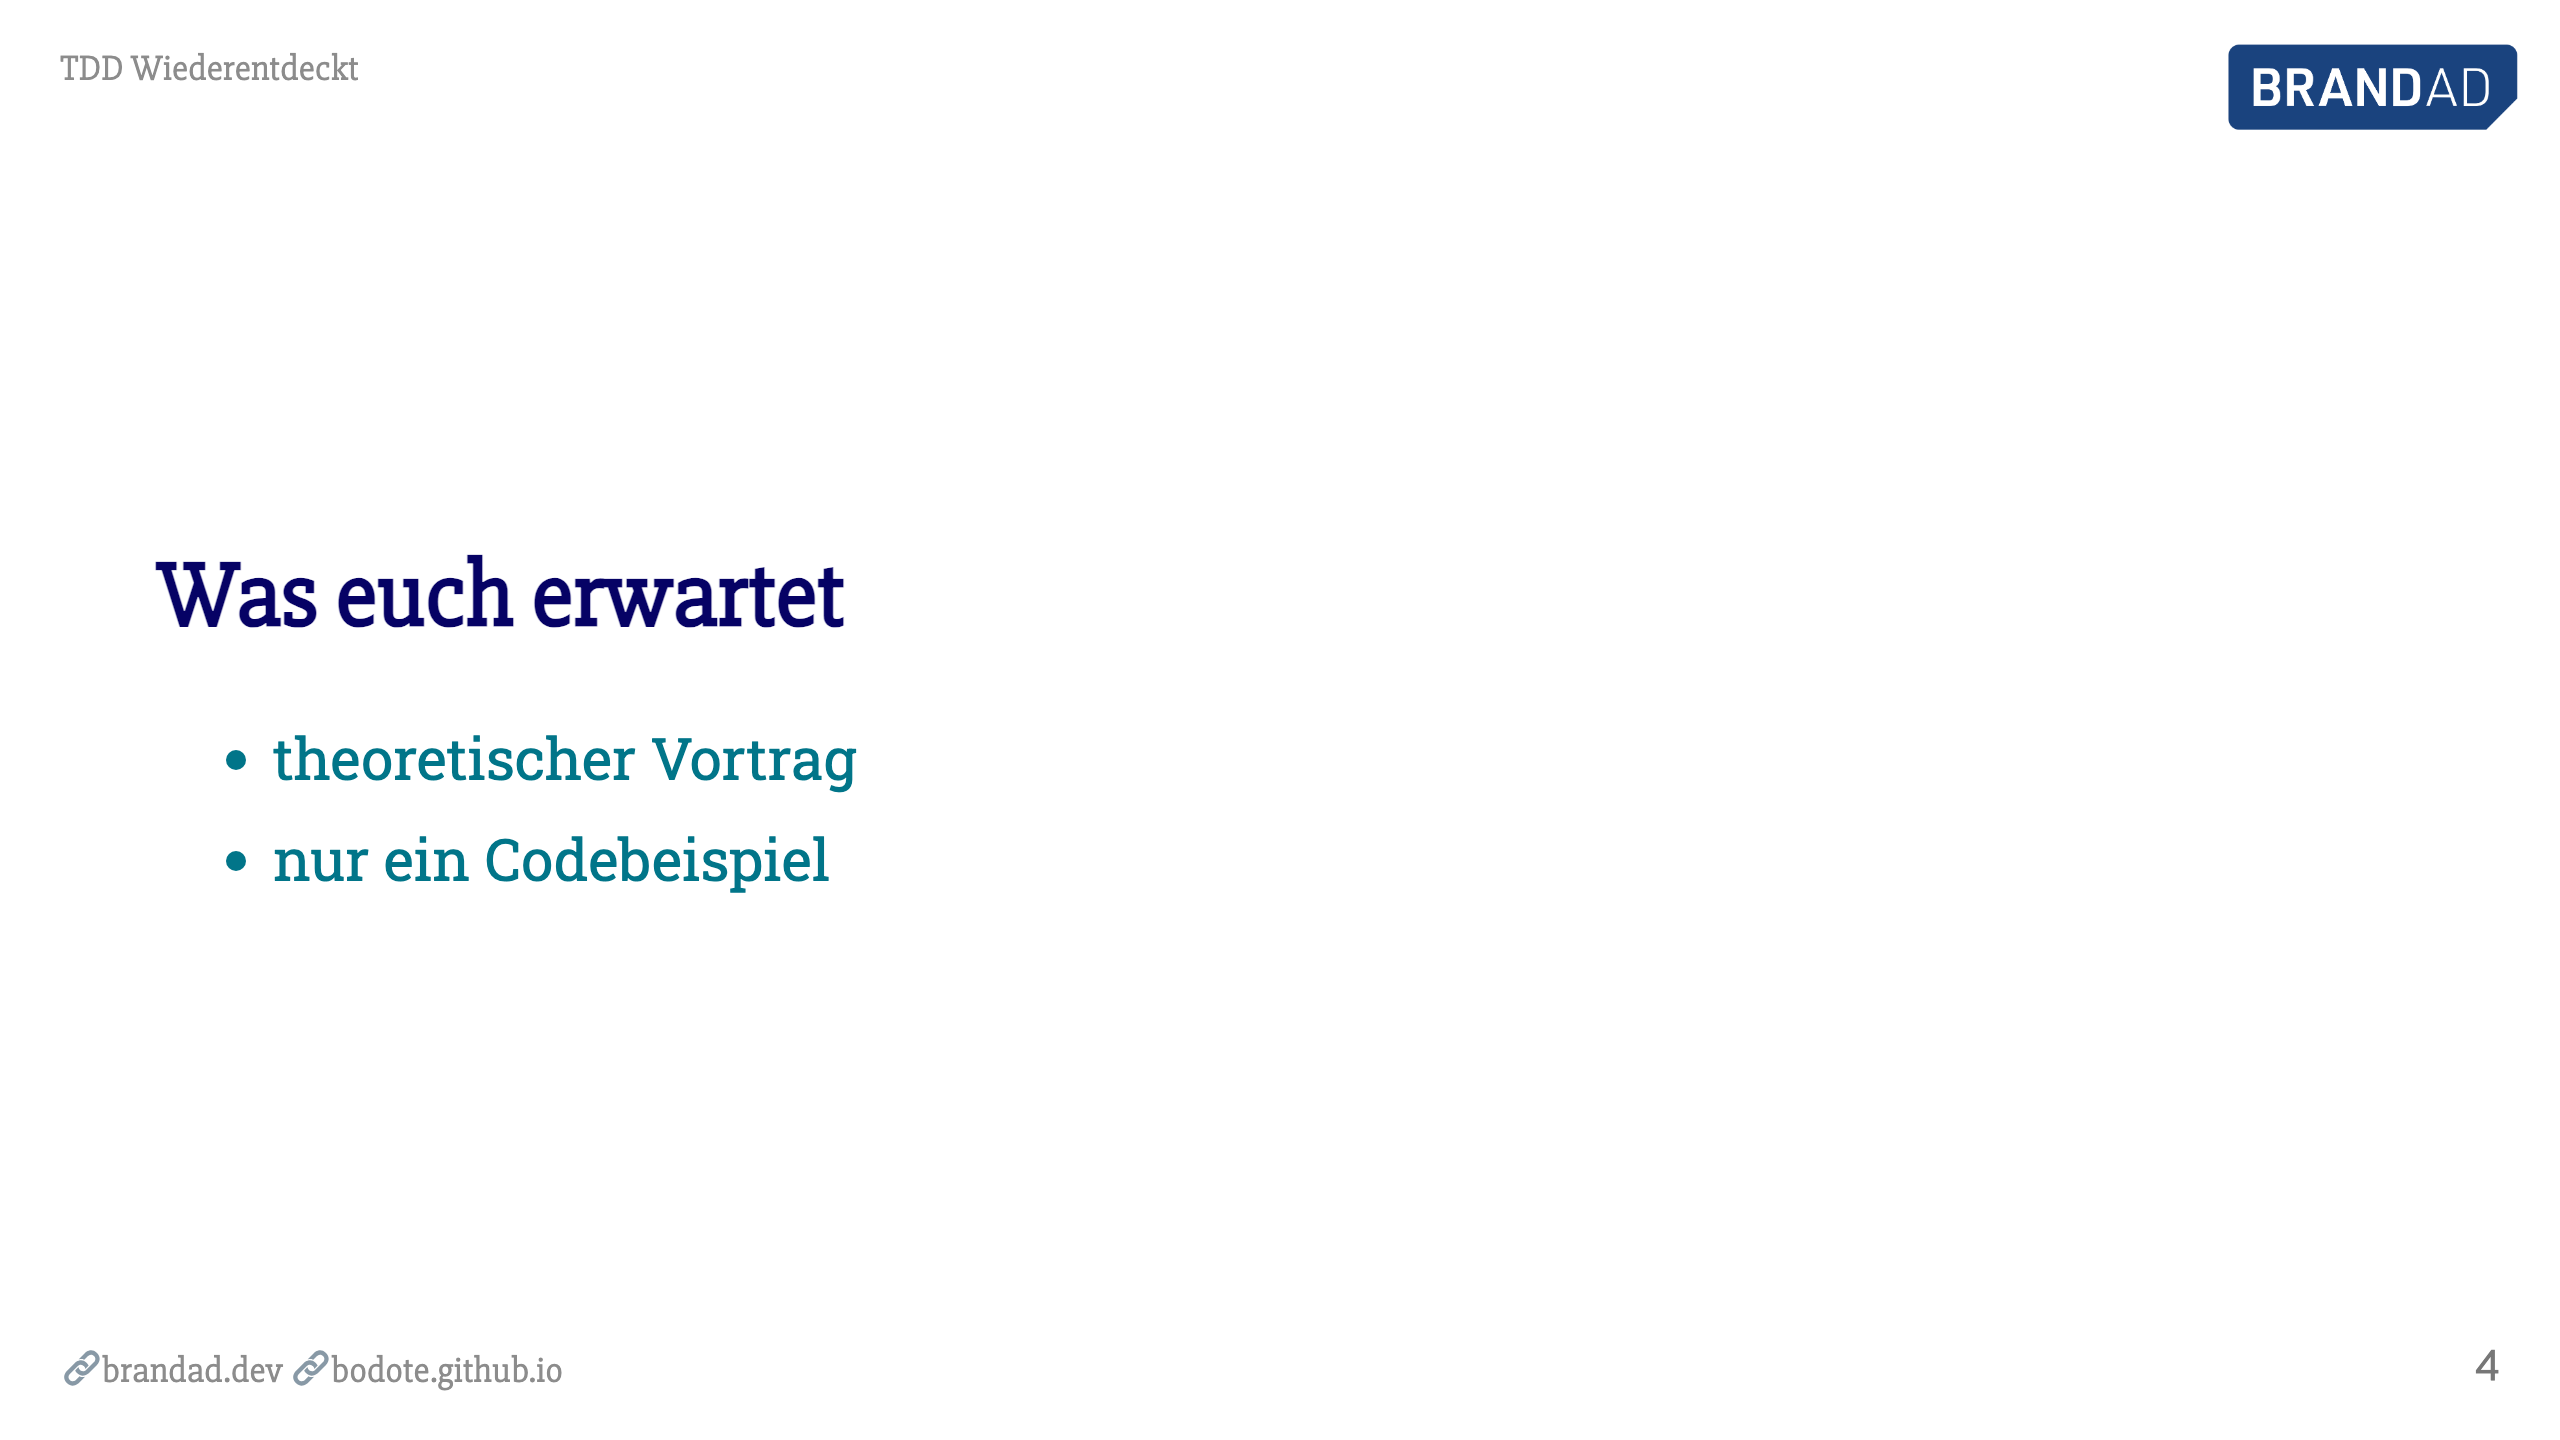 TDD Wiederentdeckt
BRANDAD
Was euch erwartet
• theoretischer Vortrag
• nur ein Codebeispiel
🔗brandad.dev 🔗bodote.github.io
4